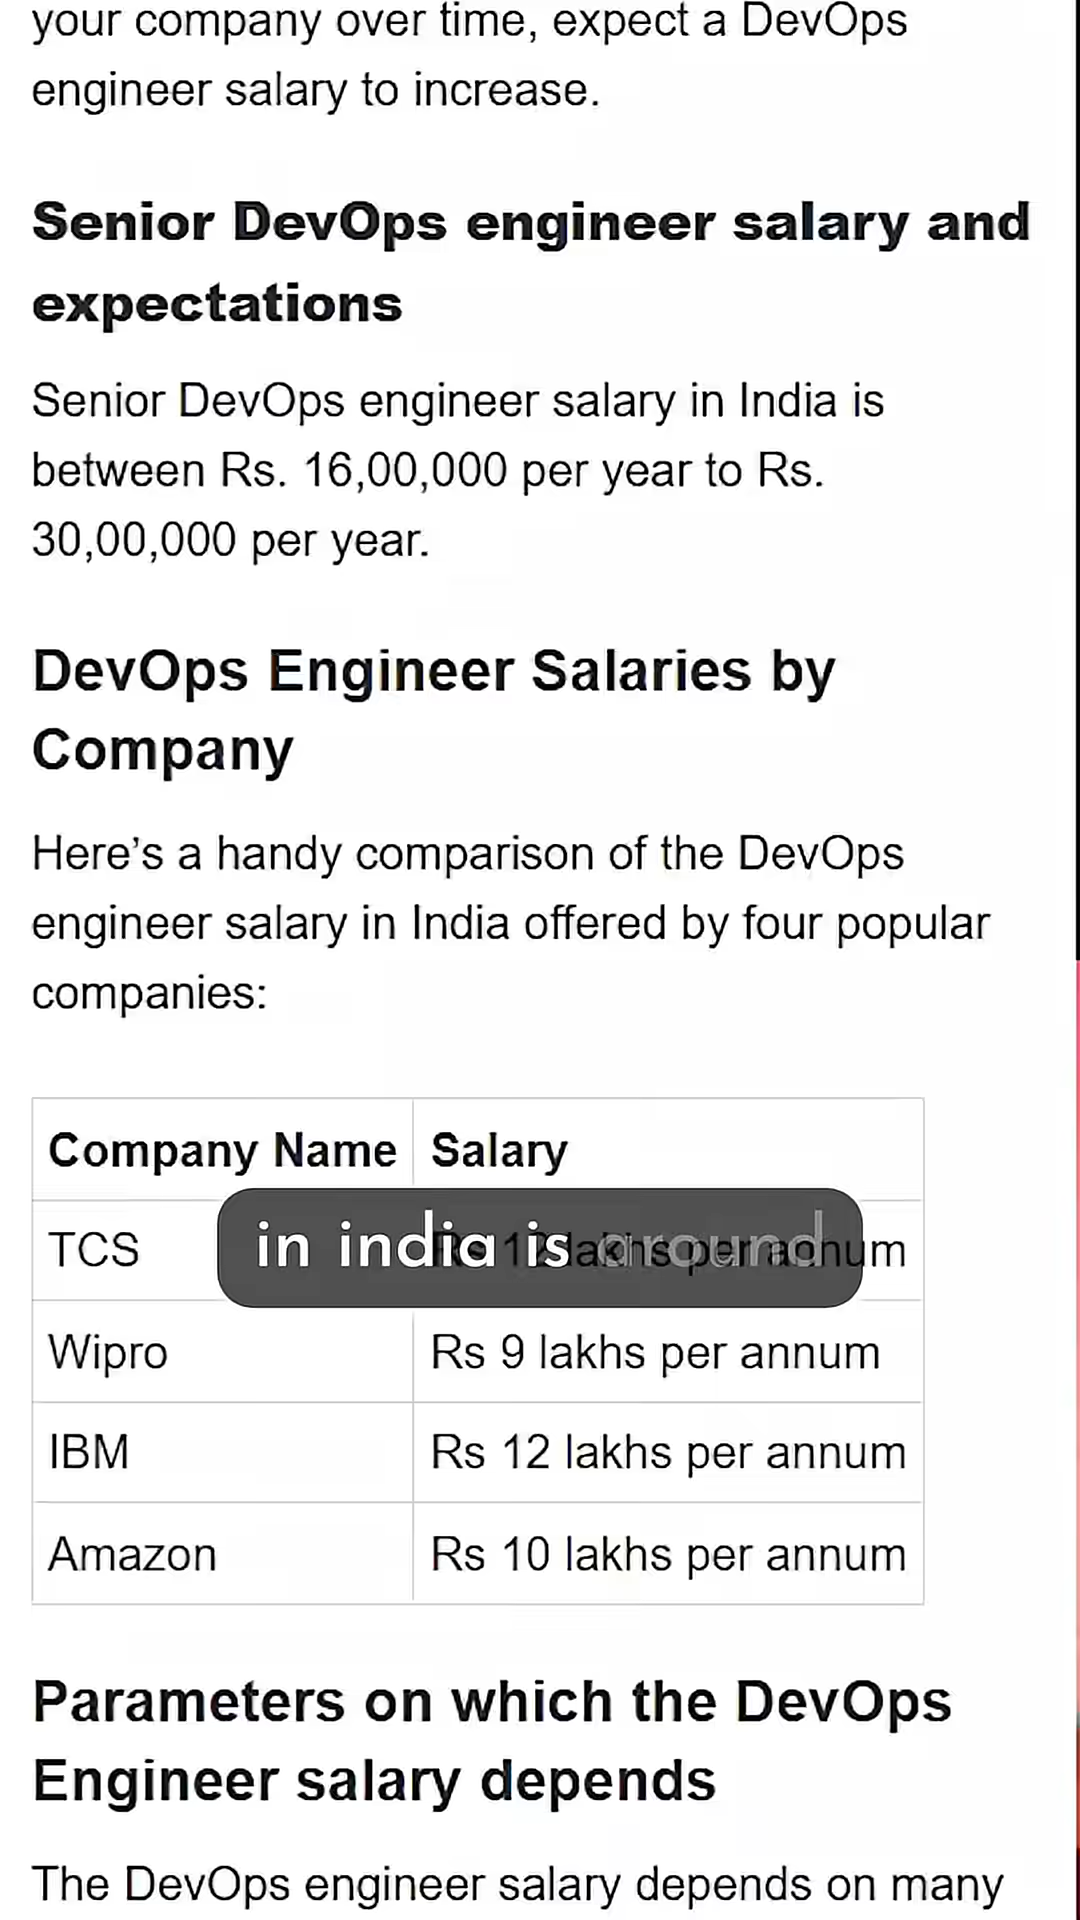 your company over time, expect a DevOps
engineer salary to increase.
Senior DevOps engineer salary and
expectations
Senior DevOps engineer salary in India is
between Rs. 16,00,000 per year to Rs.
30,00,000 per year.
DevOps Engineer Salaries by
Company
Here’s a handy comparison of the DevOps
engineer salary in India offered by four popular
companies:
Company Name Salary
TCS Rs 12 lakhs per annum
in india is around
Wipro Rs 9 lakhs per annum
IBM Rs 12 lakhs per annum
Amazon Rs 10 lakhs per annum
Parameters on which the DevOps
Engineer salary depends
The DevOps engineer salary depends on many